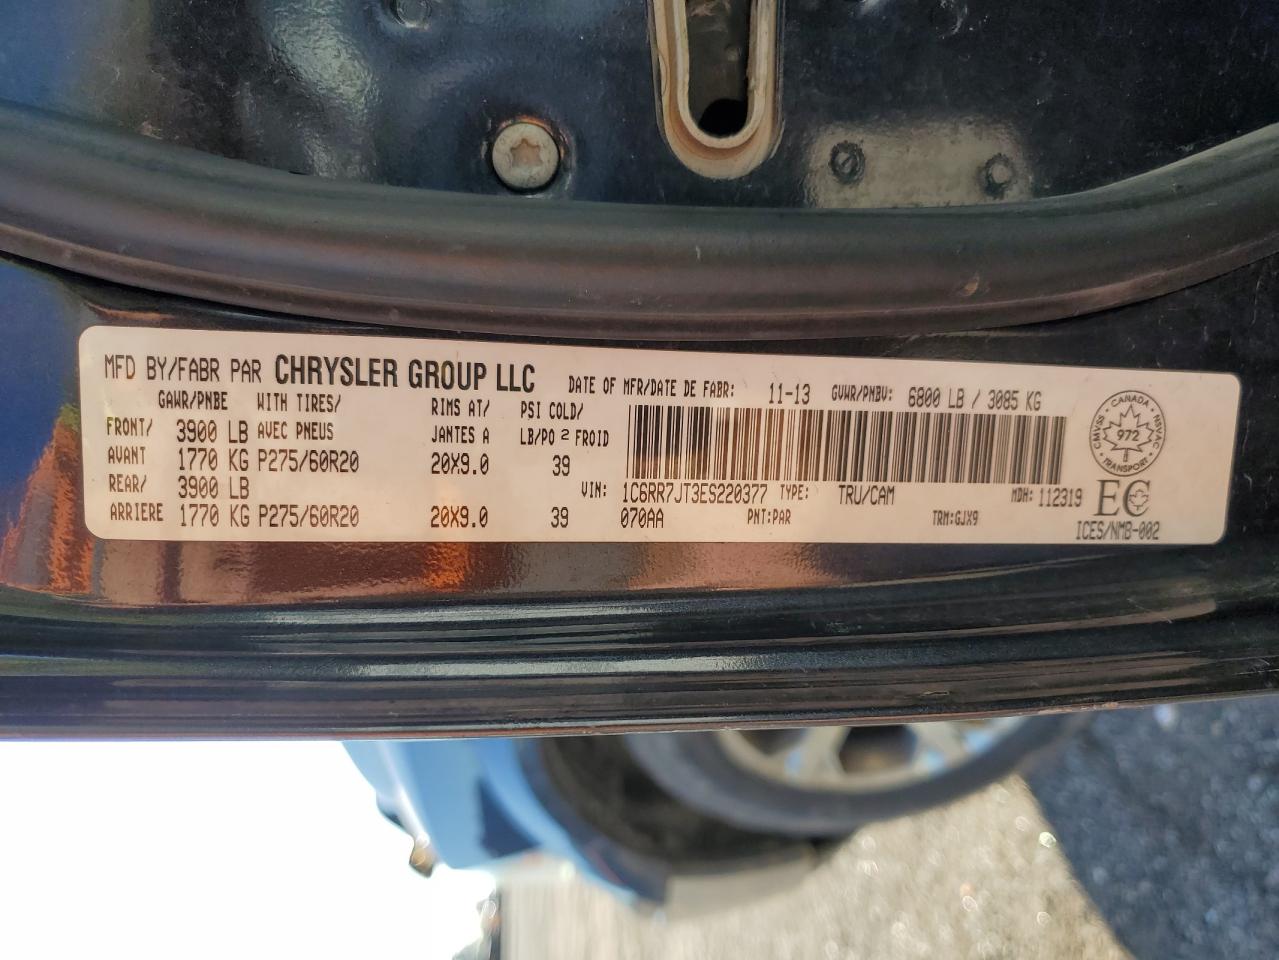 MFD BY/FABR PAR CHRYSLER GROUP LLC DATE OF MFR/DATE DE FABR: 11-13 GVWR/PNBV: 6800 LB / 3085 KG
GAWR/PNBE WITH TIRES/ RIMS AT/ PSI COLD/
FRONT/ 3900 LB AVEC PNEUS JANTES A LB/PO 2 FROID
AVANT 1770 KG P275/60R20 20X9.0 39
REAR/ 3900 LB VIN: 1C6RR7JT3ES220377 TYPE: TRU/CAM MDH: 112319
ARRIERE 1770 KG P275/60R20 20X9.0 39 070AA PNT:PAR TRM:GJX9
CANADA
CMVSS · NSVAC
972
TRANSPORT
EC
ICES/NMB-002